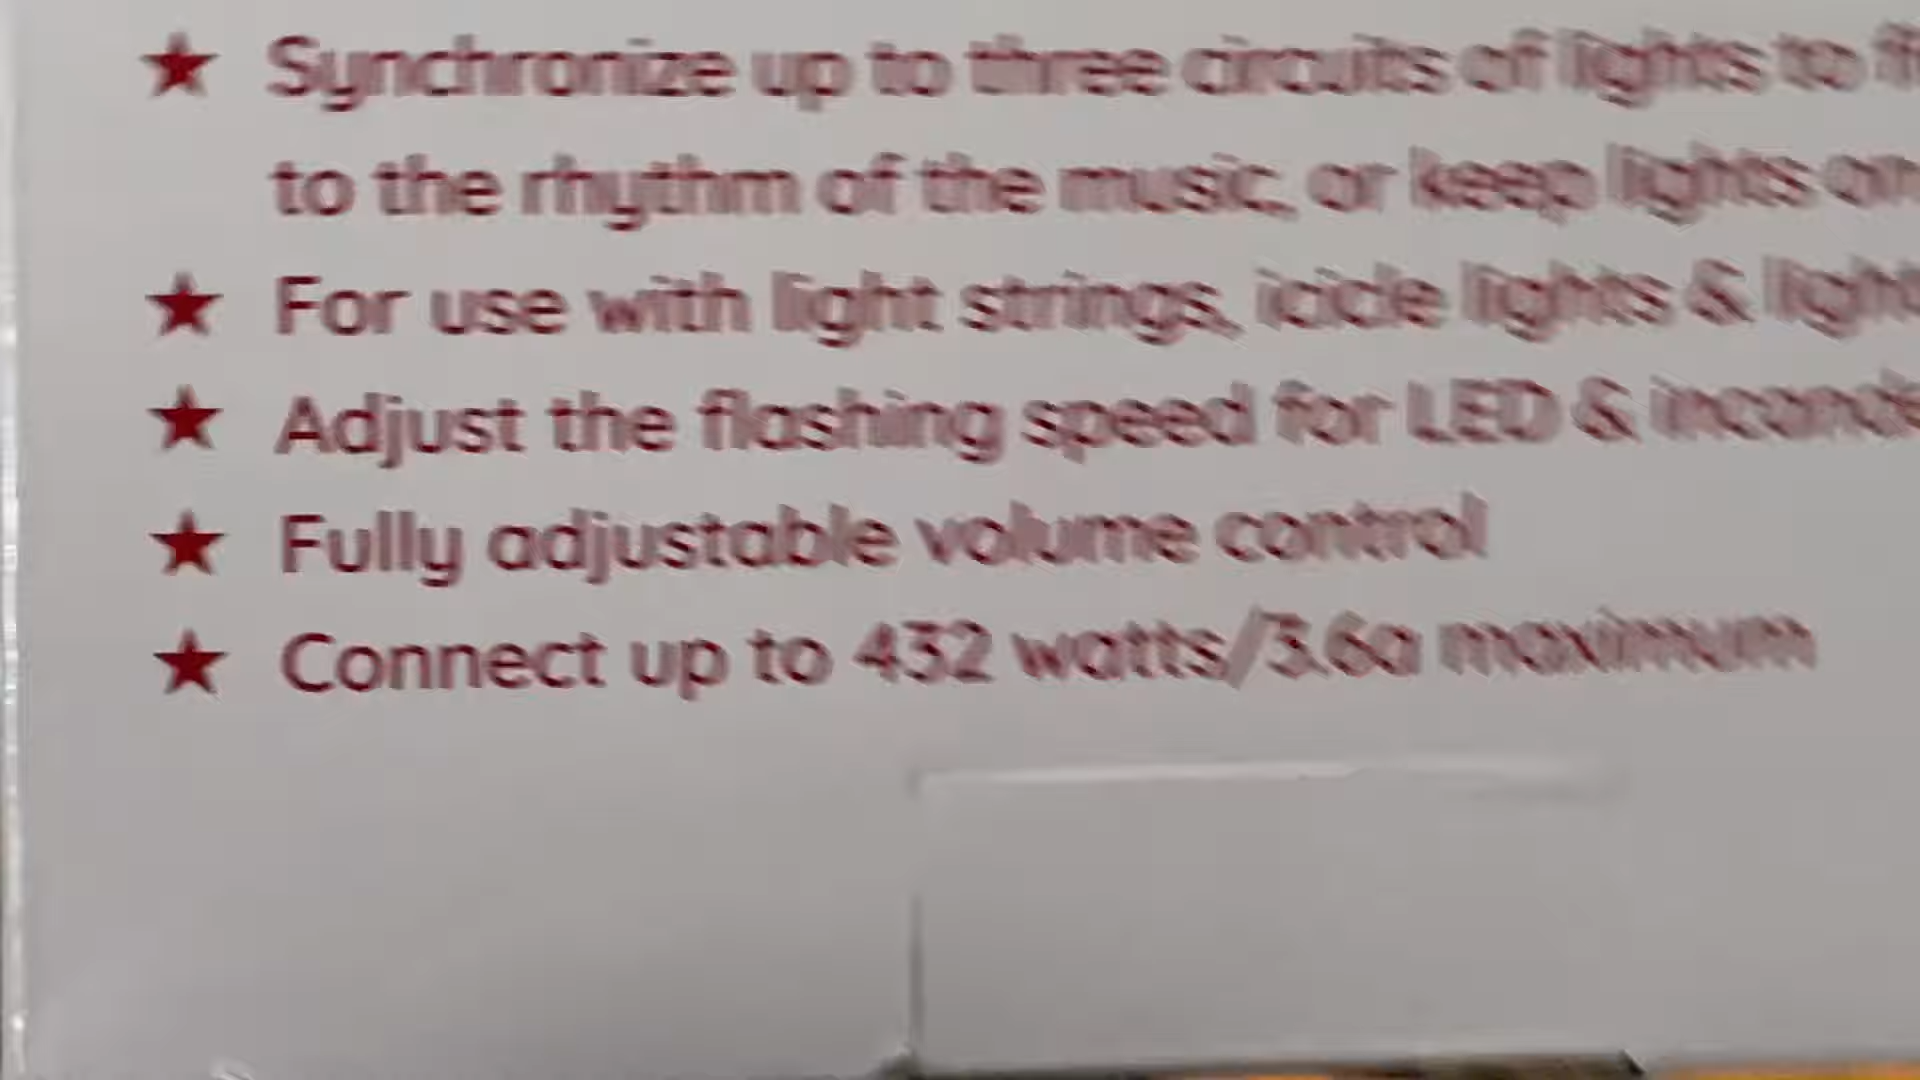 ★ Synchronize up to three circuits of lights to
to the rhythm of the music, or keep lights on
★ For use with light strings, icicle lights & light
★ Adjust the flashing speed for LED &
★ Fully adjustable volume control
★ Connect up to 432 watts/3.6a maximum